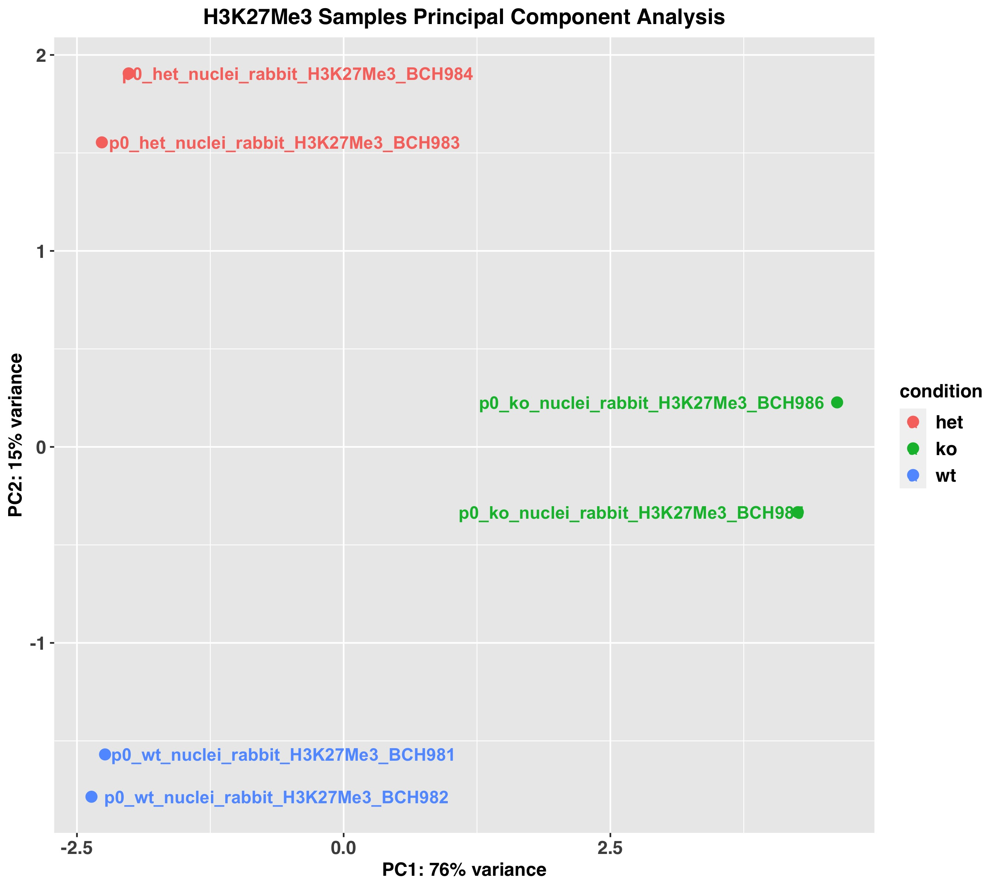 H3K27Me3 Samples Principal Component Analysis
2
1
0
-1
PC2: 15% variance
p0_het_nuclei_rabbit_H3K27Me3_BCH984
p0_het_nuclei_rabbit_H3K27Me3_BCH983
p0_ko_nuclei_rabbit_H3K27Me3_BCH986
p0_wt_nuclei_rabbit_H3K27Me3_BCH981
p0_wt_nuclei_rabbit_H3K27Me3_BCH982
condition
het
ko
wt
-2.5
0.0
2.5
PC1: 76% variance